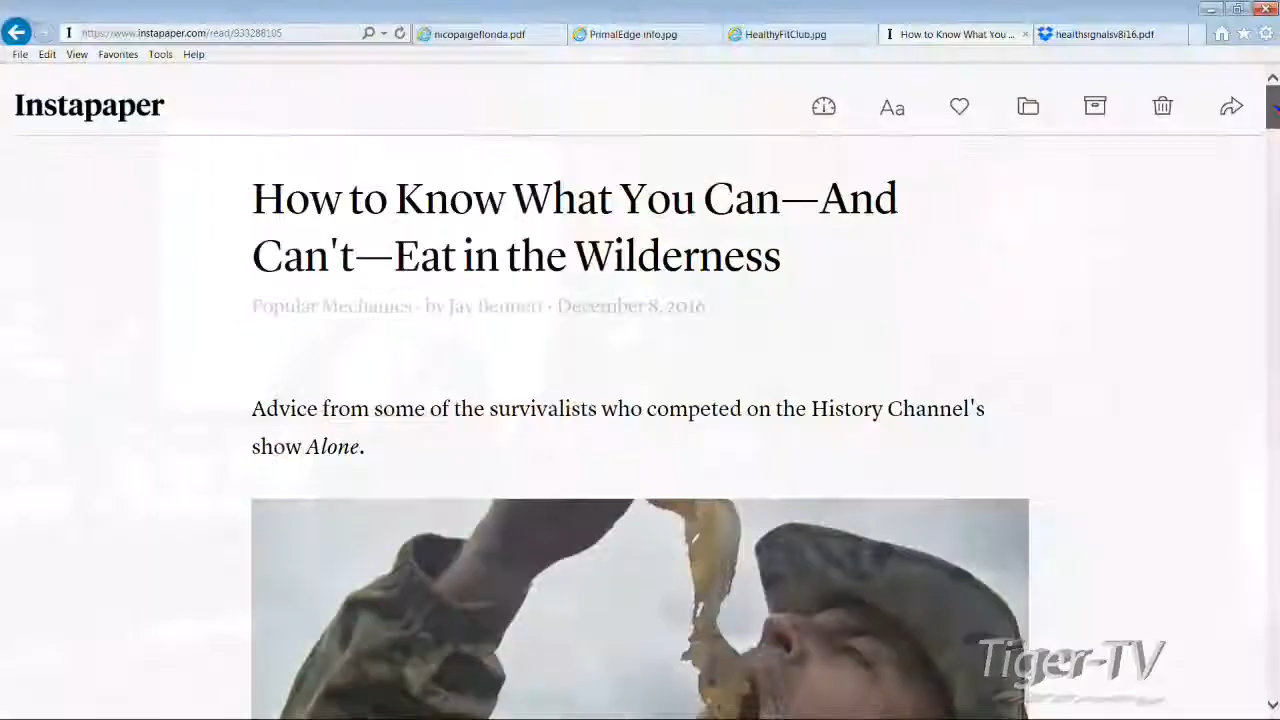 https://www.instapaper.com/read/933288105
nicopaigeflorida.pdf
PrimalEdge info.jpg
HealthyFitClub.jpg
How to Know What You ...
healthsignalsv8i16.pdf
File Edit View Favorites Tools Help
Instapaper
Aa
How to Know What You Can—And
Can't—Eat in the Wilderness
Popular Mechanics · by Jay Bennett · December 8, 2016
Advice from some of the survivalists who competed on the History Channel's
show Alone.
Tiger-TV